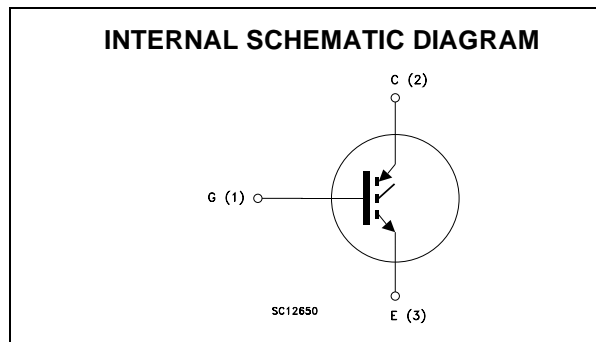 INTERNAL SCHEMATIC DIAGRAM
C (2)
G (1)
SC12650
E (3)